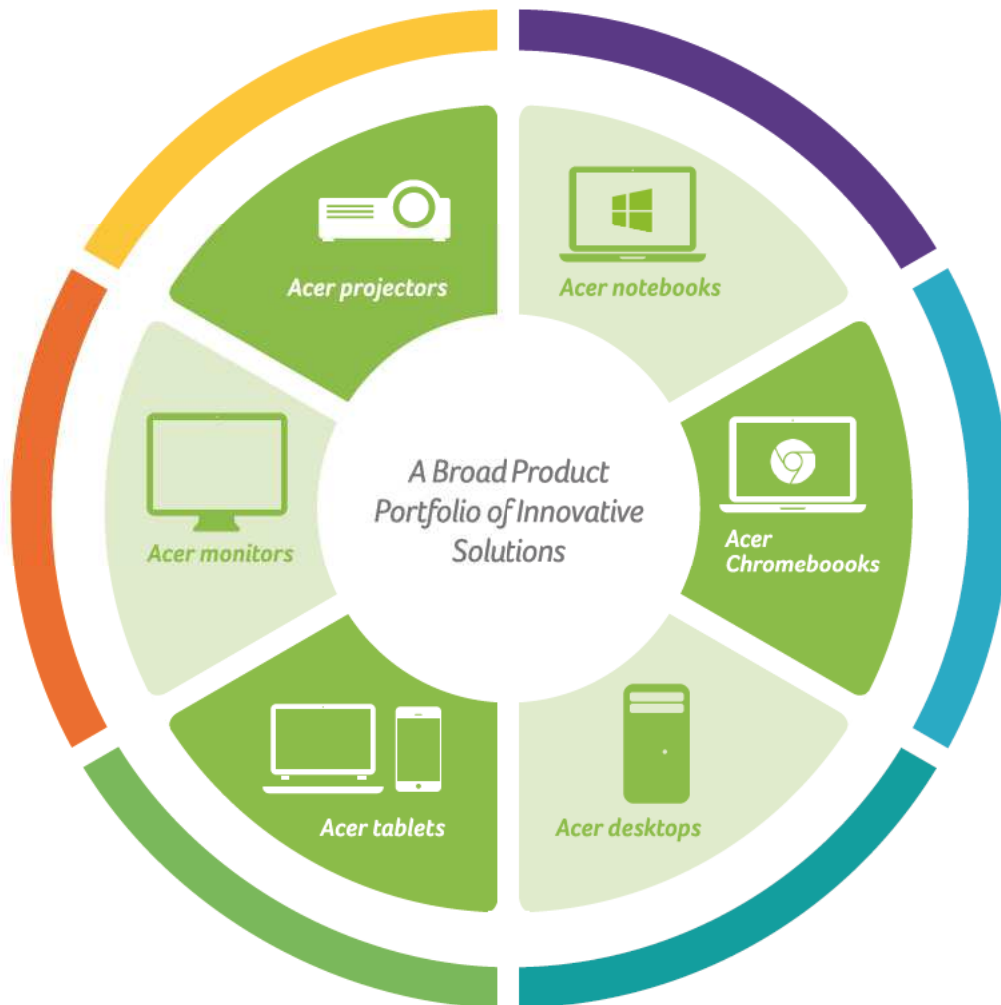 Acer projectors
Acer notebooks
A Broad Product
Portfolio of Innovative
Solutions
Acer monitors
Acer
Chromeboooks
Acer tablets
Acer desktops